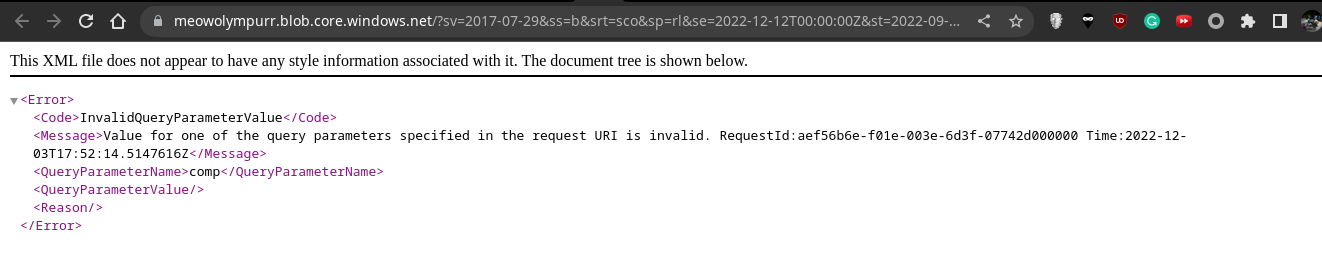 meowolympurr.blob.core.windows.net/?sv=2017-07-29&ss=b&srt=sco&sp=rl&se=2022-12-12T00:00:00Z&st=2022-09-...
This XML file does not appear to have any style information associated with it. The document tree is shown below.
<Error>
<Code>InvalidQueryParameterValue</Code>
<Message>Value for one of the query parameters specified in the request URI is invalid. RequestId:aef56b6e-f01e-003e-6d3f-07742d000000 Time:2022-12-
03T17:52:14.5147616Z</Message>
<QueryParameterName>comp</QueryParameterName>
<QueryParameterValue/>
<Reason/>
</Error>